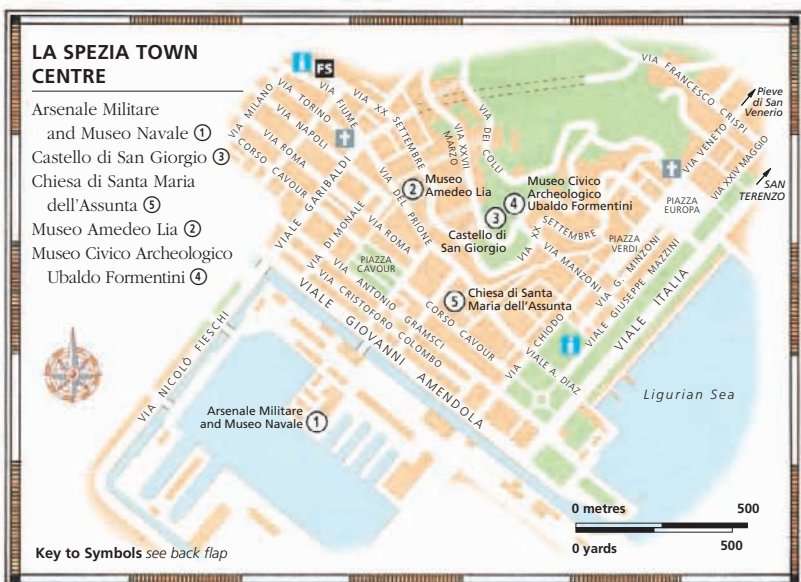 LA SPEZIA TOWN
CENTRE
Arsenale Militare
and Museo Navale ①
Castello di San Giorgio ③
Chiesa di Santa Maria
dell'Assunta ⑤
Museo Amedeo Lia ②
Museo Civico Archeologico
Ubaldo Formentini ④
FS
VIA MILANO
VIA TORINO
VIA NAPOLI
VIA ROMA
CORSO CAVOUR
VIA FIUME
VIA XX SETTEMBRE
VIA XXVII
MARZO
VIA DEI COLLI
VIA FRANCESCO CRISPI
Pieve
di San
Venerio
VIA VENETO
VIA XXIV MAGGIO
SAN
TERENZO
VIALE GARIBALDI
VIA DEL PRIONE
② Museo
Amedeo Lia
④ Museo Civico
Archeologico
Ubaldo Formentini
③
Castello di
San Giorgio
VIA XX
SETTEMBRE
PIAZZA
EUROPA
PIAZZA
VERDI
VIA MANZONI
VIA G. MINZONI
VIALE GIUSEPPE MAZZINI
VIALE ITALIA
VIA DI MONALE
VIA ROMA
PIAZZA
CAVOUR
VIA ANTONIO GRAMSCI
VIA CRISTOFORO COLOMBO
VIALE GIOVANNI AMENDOLA
CORSO CAVOUR
⑤ Chiesa di Santa
Maria dell'Assunta
VIA CHIODO
VIALE A. DIAZ
VIA NICOLÒ FIESCHI
Ligurian Sea
Arsenale Militare
and Museo Navale ①
0 metres 500
0 yards 500
Key to Symbols see back flap